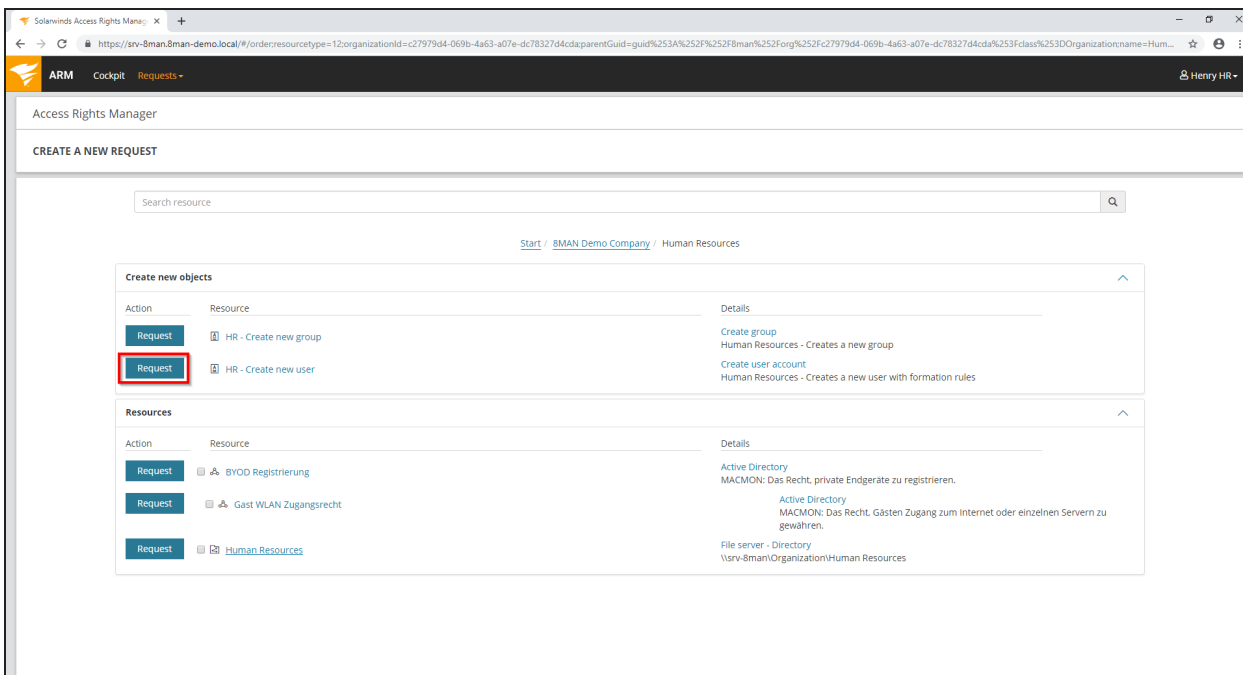 Solarwinds Access Rights Manag
https://srv-8man.8man-demo.local/#/order;resourcetype=12;organizationId=c27979d4-069b-4a63-a07e-dc78327d4cda;parentGuid=guid%253A%252F%252F8man%252Forg%252Fc27979d4-069b-4a63-a07e-dc78327d4cda%253Fclass%253DOrganization;name=Hum...
ARM Cockpit Requests Henry HR
Access Rights Manager
CREATE A NEW REQUEST
Search resource
Start / 8MAN Demo Company / Human Resources
Create new objects
Action Resource Details
Request HR - Create new group Create group
Human Resources - Creates a new group
Request HR - Create new user Create user account
Human Resources - Creates a new user with formation rules
Resources
Action Resource Details
Request BYOD Registrierung Active Directory
MACMON: Das Recht, private Endgeräte zu registrieren.
Request Gast WLAN Zugangsrecht Active Directory
MACMON: Das Recht, Gästen Zugang zum Internet oder einzelnen Servern zu
gewähren.
Request Human Resources File server - Directory
\\srv-8man\Organization\Human Resources